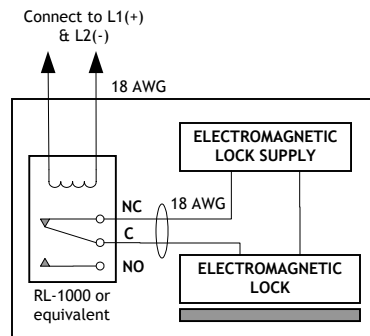 Connect to L1(+)
& L2(-)
18 AWG
ELECTROMAGNETIC
LOCK SUPPLY
NC
18 AWG
C
NO
ELECTROMAGNETIC
LOCK
RL-1000 or
equivalent